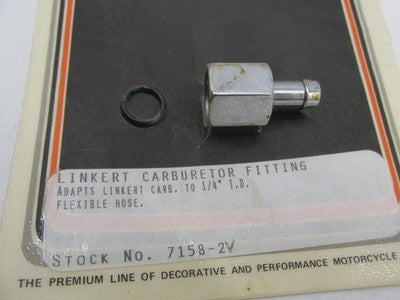 LINKERT CARBURETOR FITTING
ADAPTS LINKERT CARB. TO 1/4" I.D.
FLEXIBLE HOSE.
STOCK No. 7158-2V
THE PREMIUM LINE OF DECORATIVE AND PERFORMANCE MOTORCYCLE